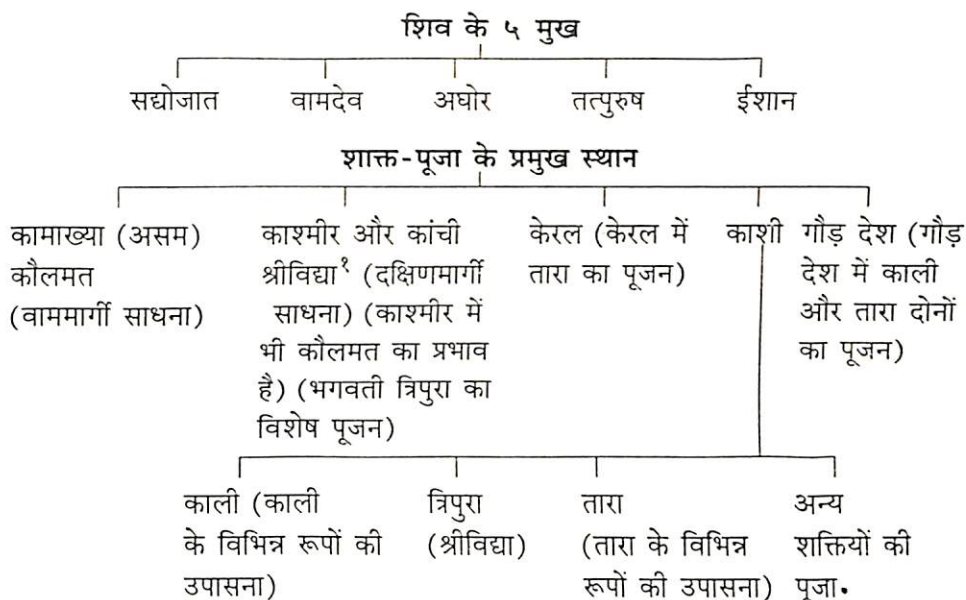 शिव के ५ मुख
सद्योजात वामदेव अघोर तत्पुरुष ईशान
शाक्त-पूजा के प्रमुख स्थान
कामाख्या (असम)
कौलमत
(वाममार्गी साधना)
काश्मीर और कांची
श्रीविद्या१ (दक्षिणमार्गी
साधना) (काश्मीर में
भी कौलमत का प्रभाव
है) (भगवती त्रिपुरा का
विशेष पूजन)
केरल (केरल में
तारा का पूजन)
काशी
गौड़ देश (गौड़
देश में काली
और तारा दोनों
का पूजन)
काली (काली
के विभिन्न रूपों की
उपासना)
त्रिपुरा
(श्रीविद्या)
तारा
(तारा के विभिन्न
रूपों की उपासना)
अन्य
शक्तियों की
पूजा.